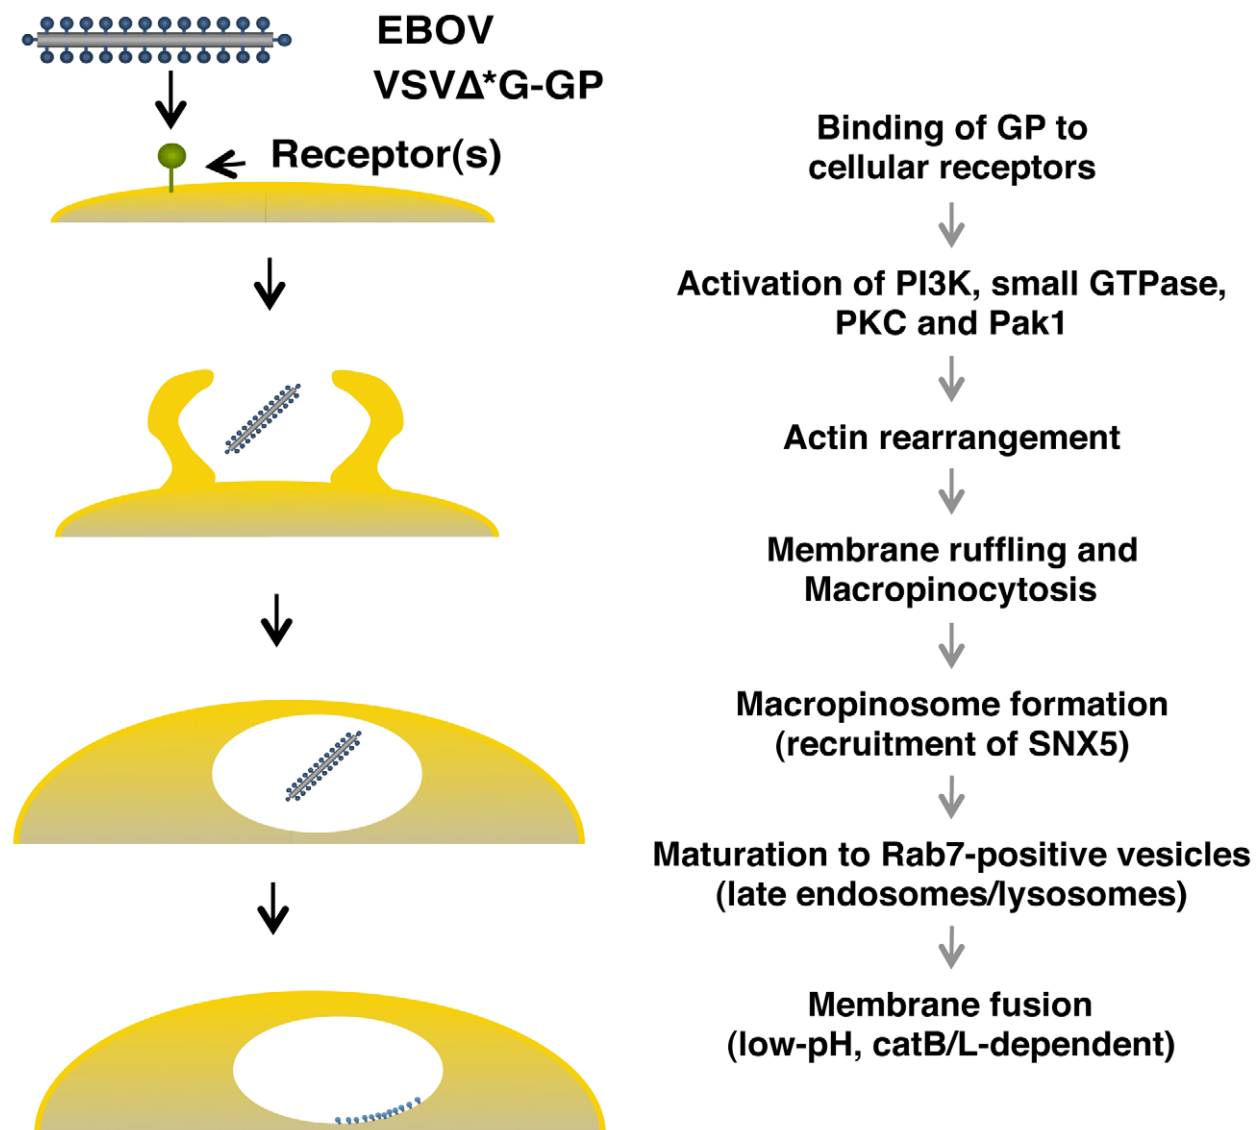 EBOV
VSVΔ*G-GP
Receptor(s)
Binding of GP to
cellular receptors
Activation of PI3K, small GTPase,
PKC and Pak1
Actin rearrangement
Membrane ruffling and
Macropinocytosis
Macropinosome formation
(recruitment of SNX5)
Maturation to Rab7-positive vesicles
(late endosomes/lysosomes)
Membrane fusion
(low-pH, catB/L-dependent)